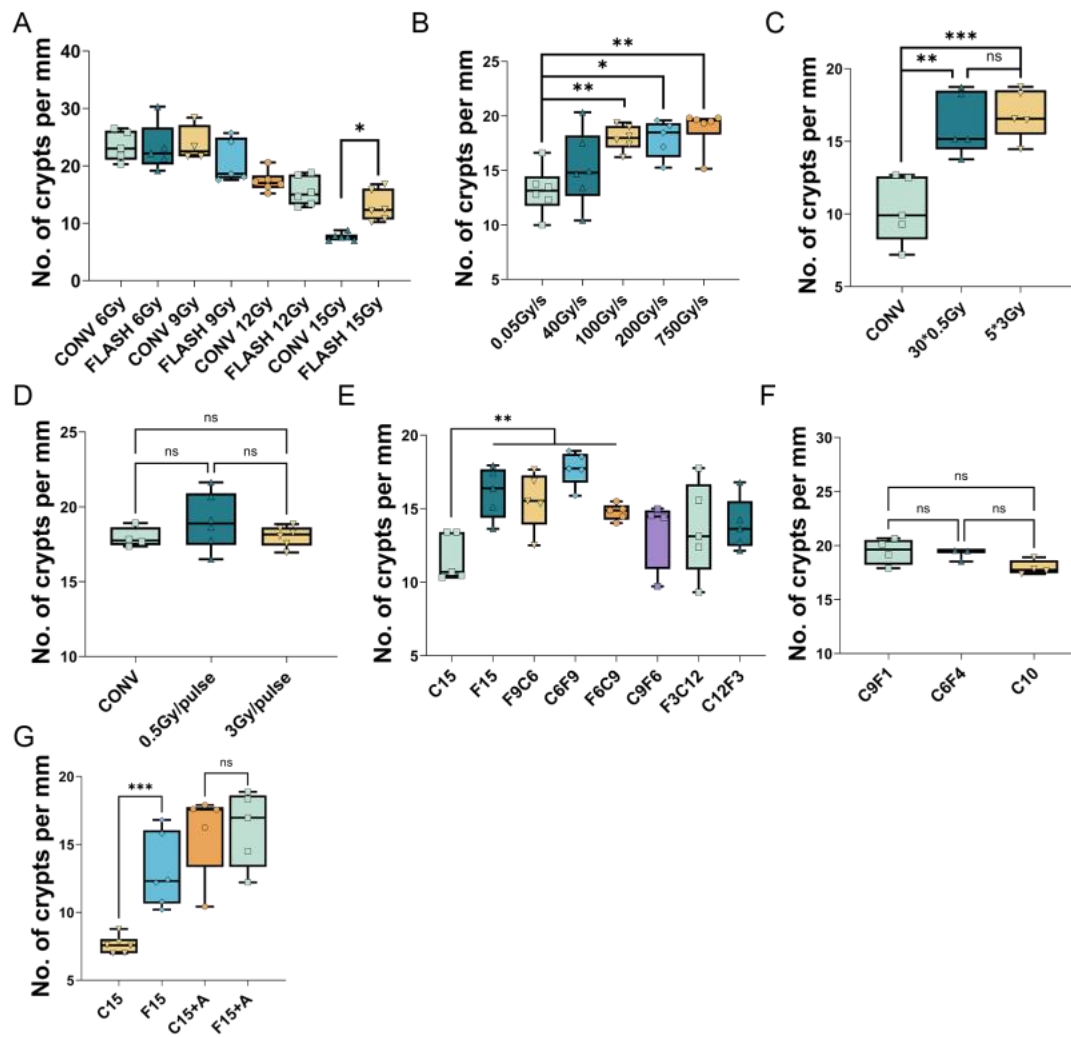 A
No. of crypts per mm
40
30
20
10
0
*
CONV 6Gy
FLASH 6Gy
CONV 9Gy
FLASH 9Gy
CONV 12Gy
FLASH 12Gy
CONV 15Gy
FLASH 15Gy
B
No. of crypts per mm
25
20
15
10
5
**
*
**
0.05Gy/s
40Gy/s
100Gy/s
200Gy/s
750Gy/s
C
No. of crypts per mm
20
15
10
5
***
**
ns
CONV
30*0.5Gy
5*3Gy
D
No. of crypts per mm
25
20
15
10
ns
ns
ns
CONV
0.5Gy/pulse
3Gy/pulse
E
No. of crypts per mm
20
15
10
5
**
C15
F15
F9C6
C6F9
F6C9
C9F6
F3C12
C12F3
F
No. of crypts per mm
30
25
20
15
10
ns
ns
ns
C9F1
C6F4
C10
G
No. of crypts per mm
20
15
10
5
***
ns
C15
F15
C15+A
F15+A